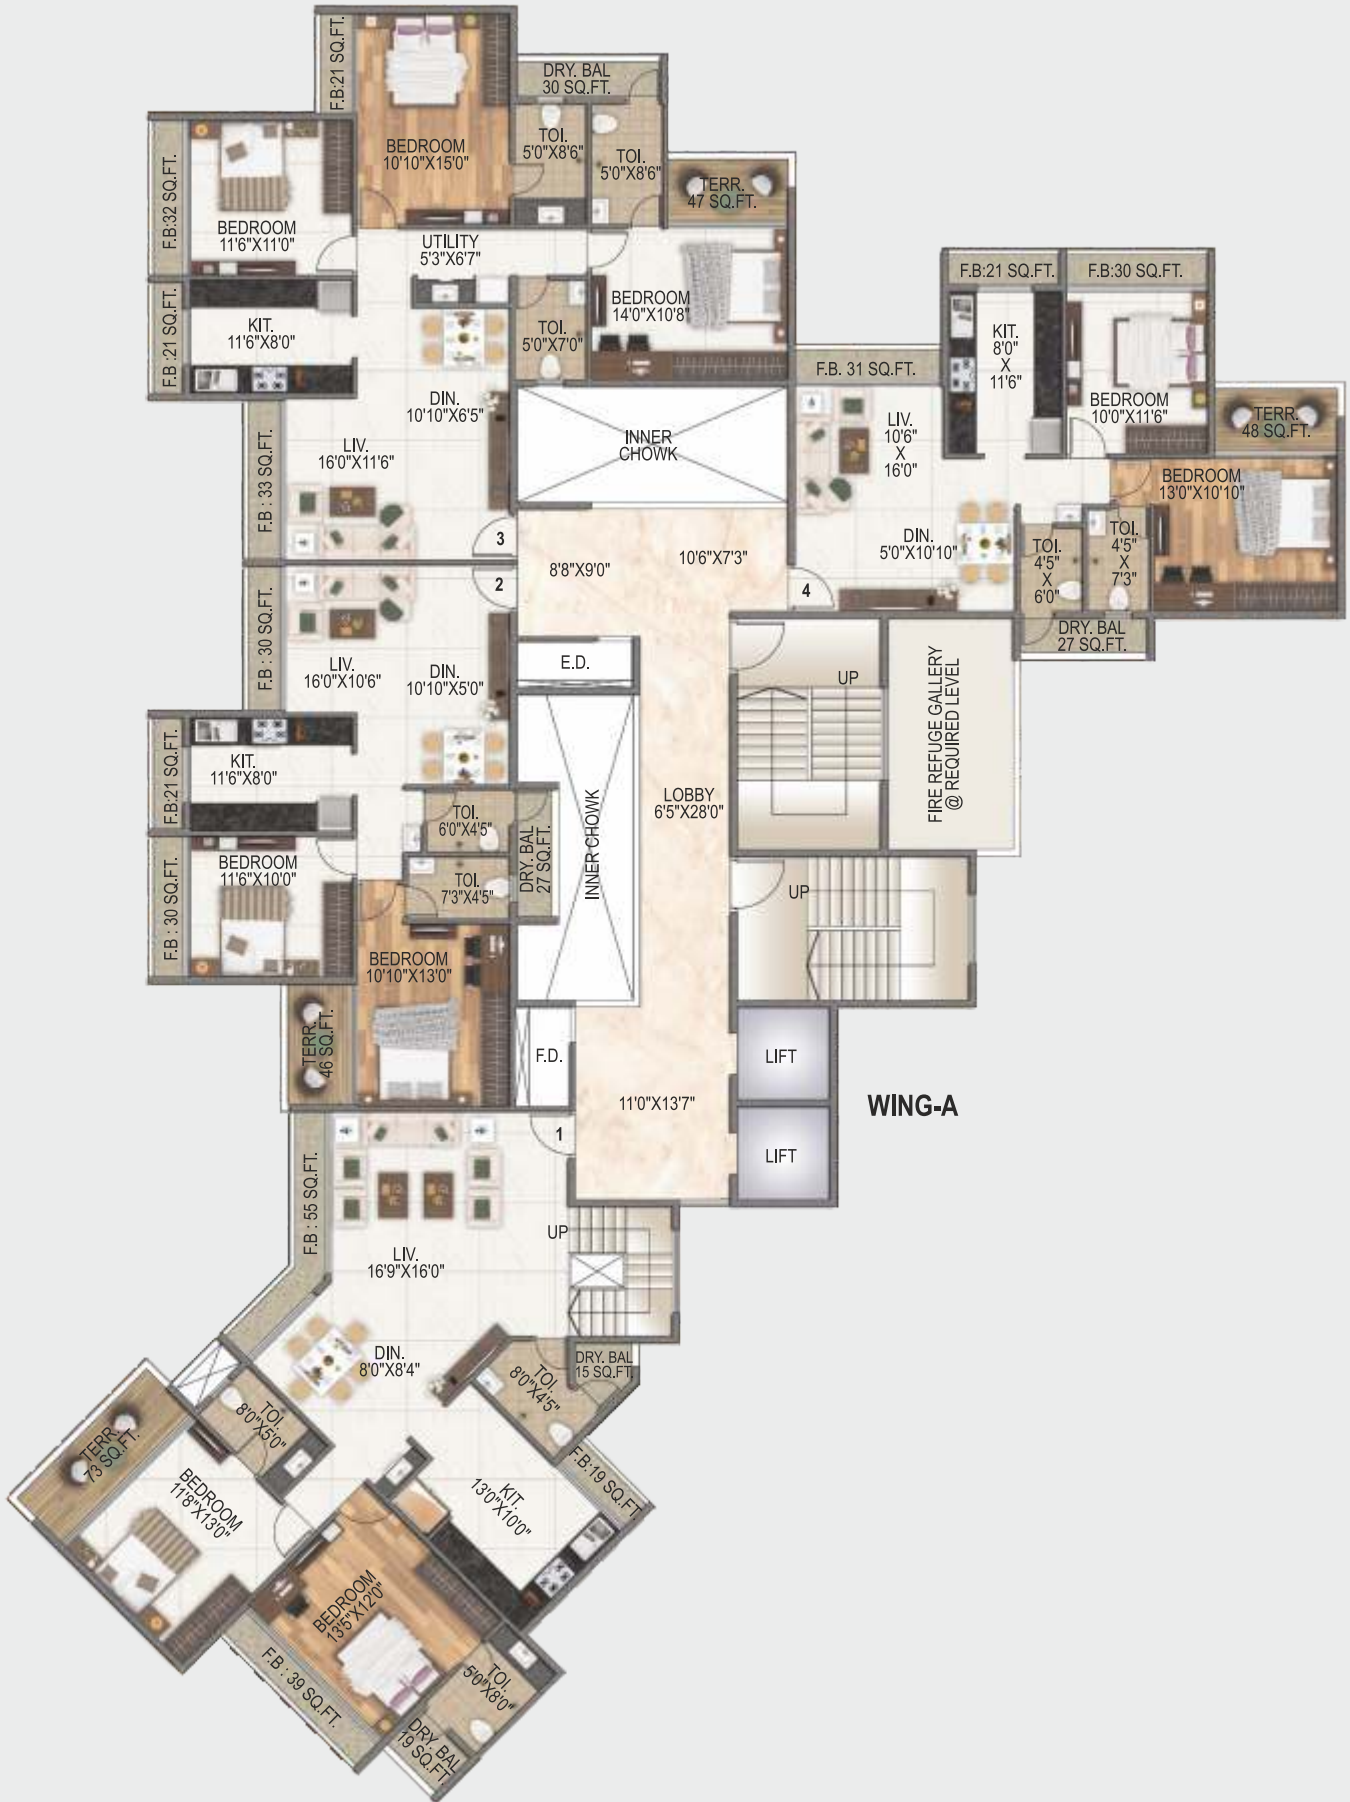 F.B:21 SQ.FT.
BEDROOM
10'10"X15'0"
DRY. BAL
30 SQ.FT.
TOI.
5'0"X8'6"
TOI.
5'0"X8'6"
TERR.
47 SQ.FT.
F.B:32 SQ.FT.
BEDROOM
11'6"X11'0"
UTILITY
5'3"X6'7"
BEDROOM
14'0"X10'8"
F.B :21 SQ.FT.
KIT.
11'6"X8'0"
TOI.
5'0"X7'0"
DIN.
10'10"X6'5"
LIV.
16'0"X11'6"
F.B : 33 SQ.FT.
INNER
CHOWK
3
F.B:21 SQ.FT.
F.B:30 SQ.FT.
KIT.
8'0"
X
11'6"
F.B. 31 SQ.FT.
LIV.
10'6"
X
16'0"
BEDROOM
10'0"X11'6"
TERR.
48 SQ.FT.
BEDROOM
13'0"X10'10"
DIN.
5'0"X10'10"
TOI.
4'5"
X
6'0"
TOI.
4'5"
X
7'3"
DRY. BAL
27 SQ.FT.
4
8'8"X9'0"
10'6"X7'3"
2
F.B : 30 SQ.FT.
LIV.
16'0"X10'6"
DIN.
10'10"X5'0"
E.D.
UP
FIRE REFUGE GALLERY
@ REQUIRED LEVEL
F.B:21 SQ.FT.
KIT.
11'6"X8'0"
TOI.
6'0"X4'5"
DRY. BAL
27 SQ.FT.
INNER CHOWK
LOBBY
6'5"X28'0"
F.B : 30 SQ.FT.
BEDROOM
11'6"X10'0"
TOI.
7'3"X4'5"
UP
BEDROOM
10'10"X13'0"
TERR.
46 SQ.FT.
F.D.
LIFT
11'0"X13'7"
WING-A
LIFT
1
F.B : 55 SQ.FT.
LIV.
16'9"X16'0"
UP
DIN.
8'0"X8'4"
TOI.
8'0"X4'5"
DRY. BAL
15 SQ.FT
TOI.
8'0"X5'0"
TERR.
73 SQ.FT.
BEDROOM
11'8"X13'0"
KIT.
13'0"X10'0"
F.B:19 SQ.FT.
BEDROOM
13'5"X12'0"
F.B : 39 SQ.FT.
TOI.
5'0"X8'0"
DRY. BAL
19 SQ.FT.